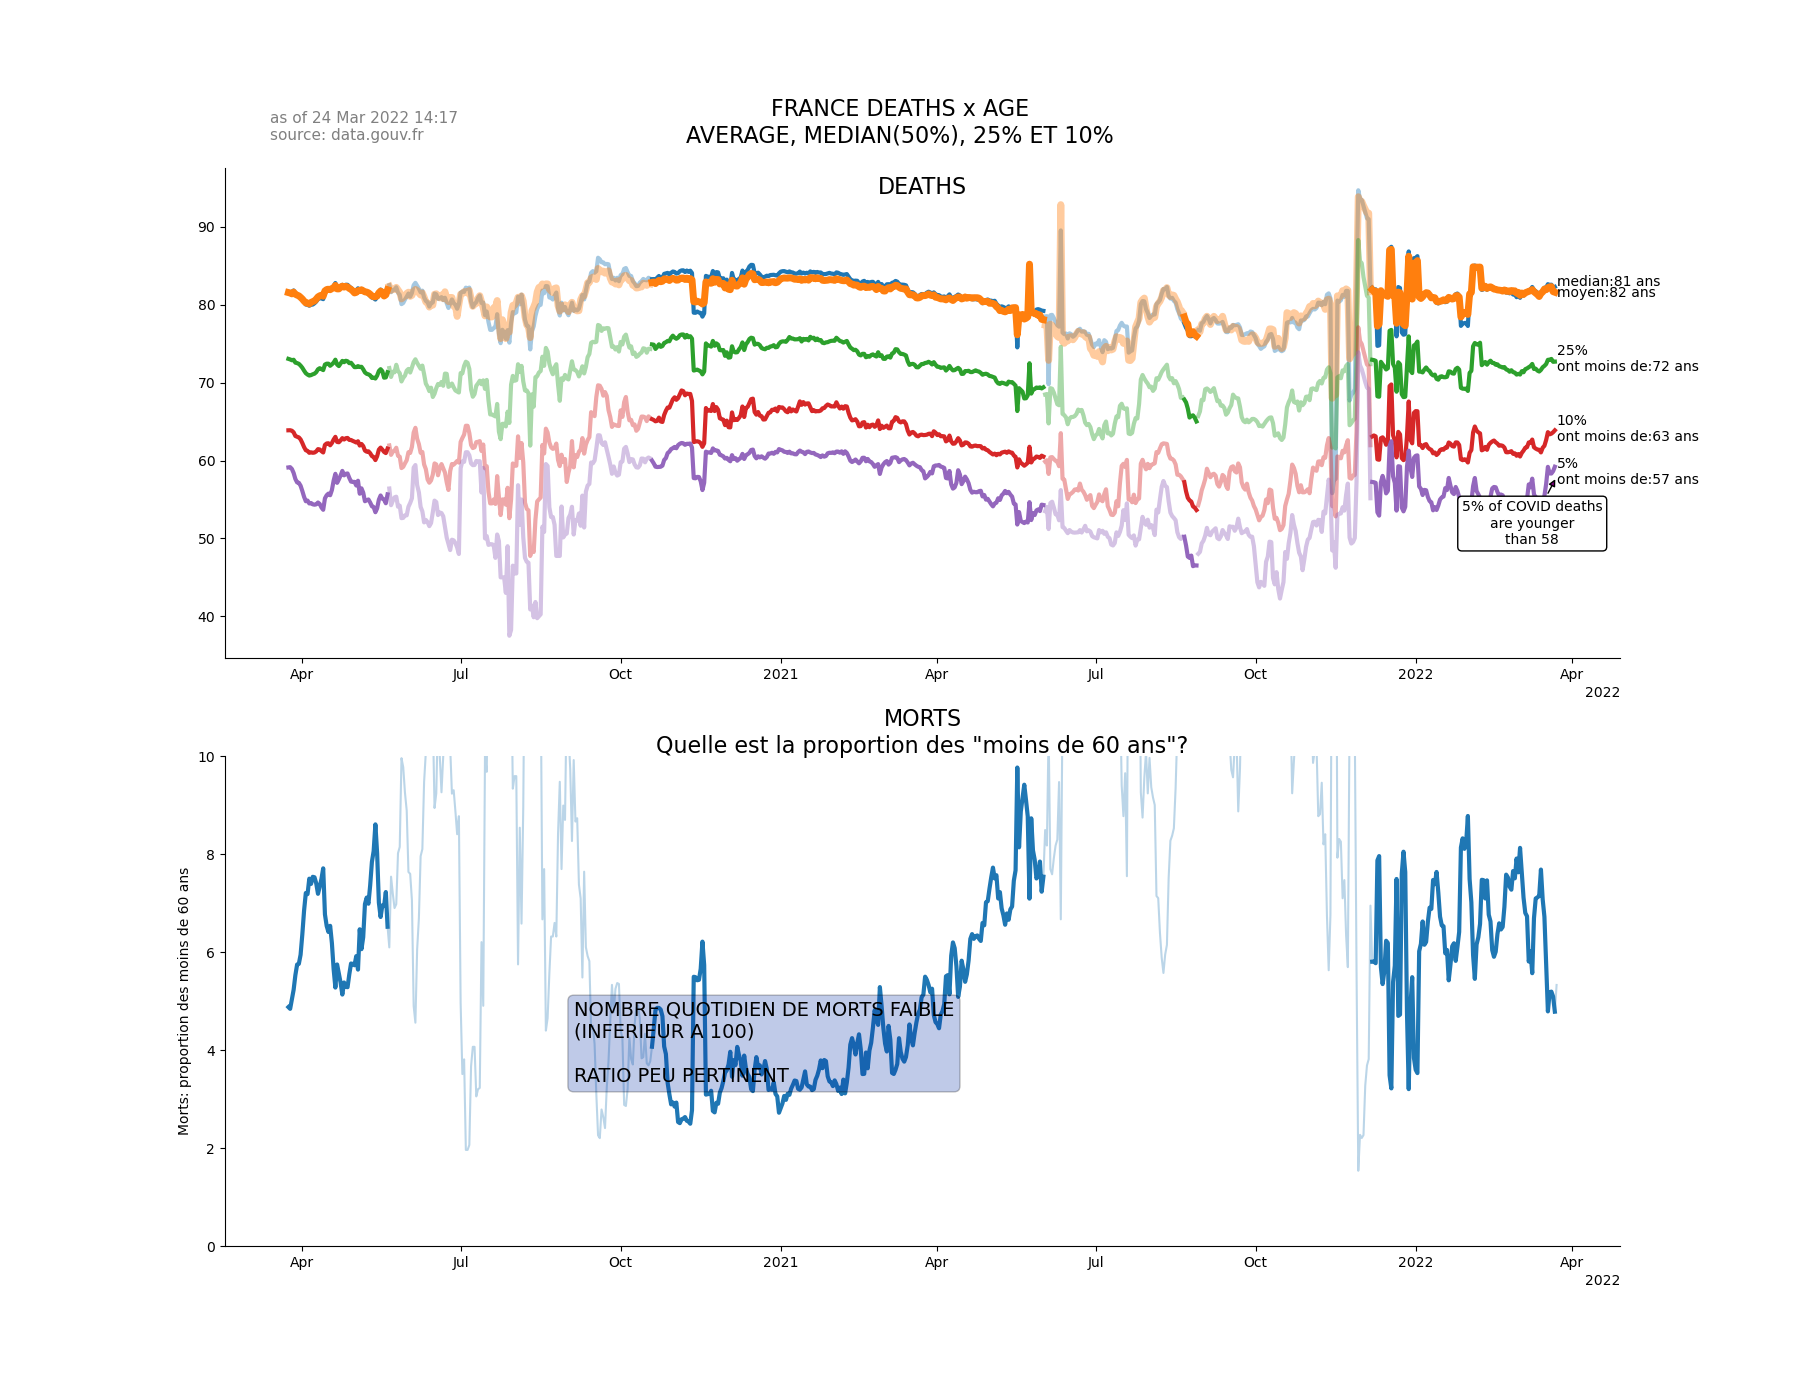 as of 24 Mar 2022 14:17
source: data.gouv.fr
FRANCE DEATHS x AGE
AVERAGE, MEDIAN(50%), 25% ET 10%
DEATHS
90
80
70
60
50
40
median:81 ans
moyen:82 ans
25%
ont moins de:72 ans
10%
ont moins de:63 ans
5%
ont moins de:57 ans
5% of COVID deaths
are younger
than 58
Apr
Jul
Oct
2021
Apr
Jul
Oct
2022
Apr
2022
MORTS
Quelle est la proportion des "moins de 60 ans"?
Morts: proportion des moins de 60 ans
10
8
6
4
2
0
NOMBRE QUOTIDIEN DE MORTS FAIBLE
(INFERIEUR A 100)
RATIO PEU PERTINENT
Apr
Jul
Oct
2021
Apr
Jul
Oct
2022
Apr
2022